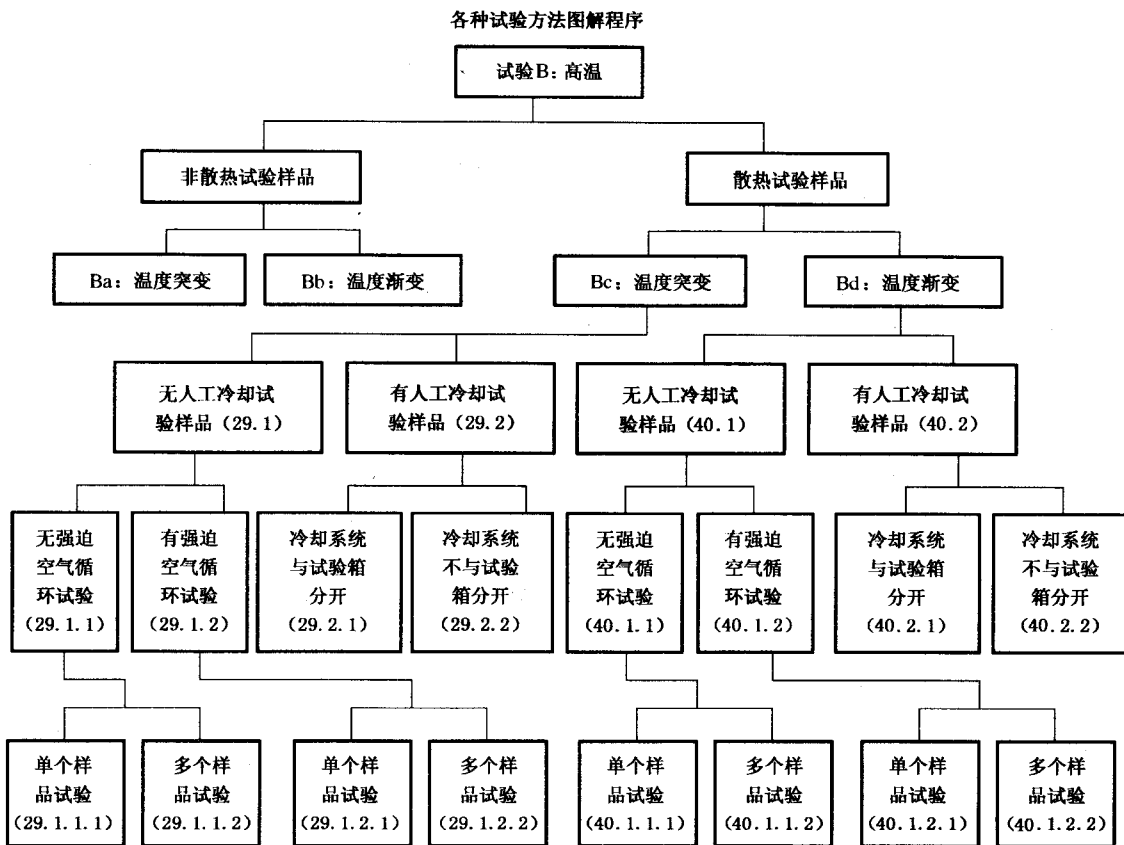 各种试验方法图解程序
试验B：高温
非散热试验样品
散热试验样品
Ba：温度突变
Bb：温度渐变
Bc：温度突变
Bd：温度渐变
无人工冷却试
验样品（29.1）
有人工冷却试
验样品（29.2）
无人工冷却试
验样品（40.1）
有人工冷却试
验样品（40.2）
无强迫
空气循
环试验
（29.1.1）
有强迫
空气循
环试验
（29.1.2）
冷却系统
与试验箱
分开
（29.2.1）
冷却系统
不与试验
箱分开
（29.2.2）
无强迫
空气循
环试验
（40.1.1）
有强迫
空气循
环试验
（40.1.2）
冷却系统
与试验箱
分开
（40.2.1）
冷却系统
不与试验
箱分开
（40.2.2）
单个样
品试验
（29.1.1.1）
多个样
品试验
（29.1.1.2）
单个样
品试验
（29.1.2.1）
多个样
品试验
（29.1.2.2）
单个样
品试验
（40.1.1.1）
多个样
品试验
（40.1.1.2）
单个样
品试验
（40.1.2.1）
多个样
品试验
（40.1.2.2）